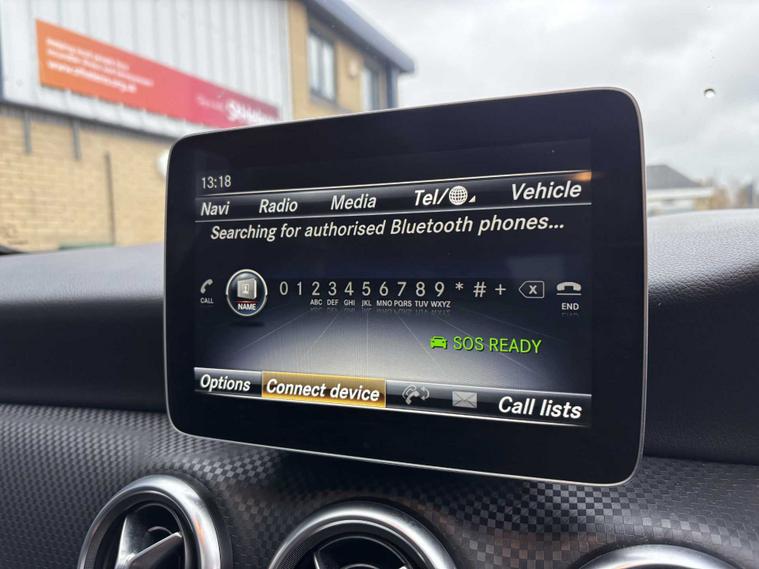 13:18
Navi Radio Media Tel/ Vehicle
Searching for authorised Bluetooth phones...
CALL NAME 0 1 2 3 4 5 6 7 8 9 * # + END
ABC DEF GHI JKL MNO PQRS TUV WXYZ
SOS READY
Options Connect device Call lists